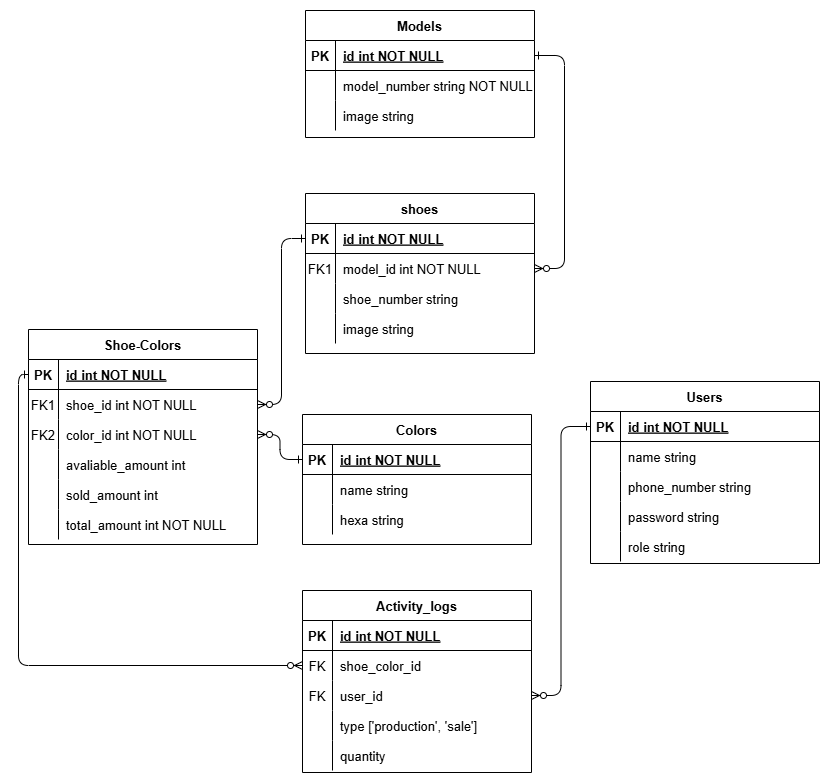 Models
PK id int NOT NULL
model_number string NOT NULL
image string
shoes
PK id int NOT NULL
FK1 model_id int NOT NULL
shoe_number string
image string
Shoe-Colors
PK id int NOT NULL
FK1 shoe_id int NOT NULL
FK2 color_id int NOT NULL
avaliable_amount int
sold_amount int
total_amount int NOT NULL
Colors
PK id int NOT NULL
name string
hexa string
Users
PK id int NOT NULL
name string
phone_number string
password string
role string
Activity_logs
PK id int NOT NULL
FK shoe_color_id
FK user_id
type ['production', 'sale']
quantity